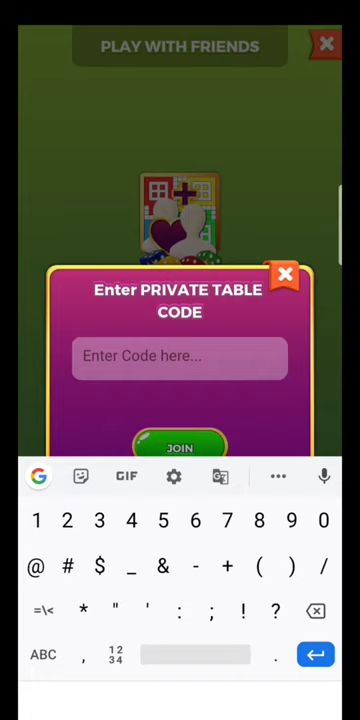 PLAY WITH FRIENDS
Enter PRIVATE TABLE
CODE
Enter Code here...
JOIN
GIF
1 2 3 4 5 6 7 8 9 0
@ # $ _ & - + ( ) /
=\< * " ' : ; ! ?
ABC , 12 34 .